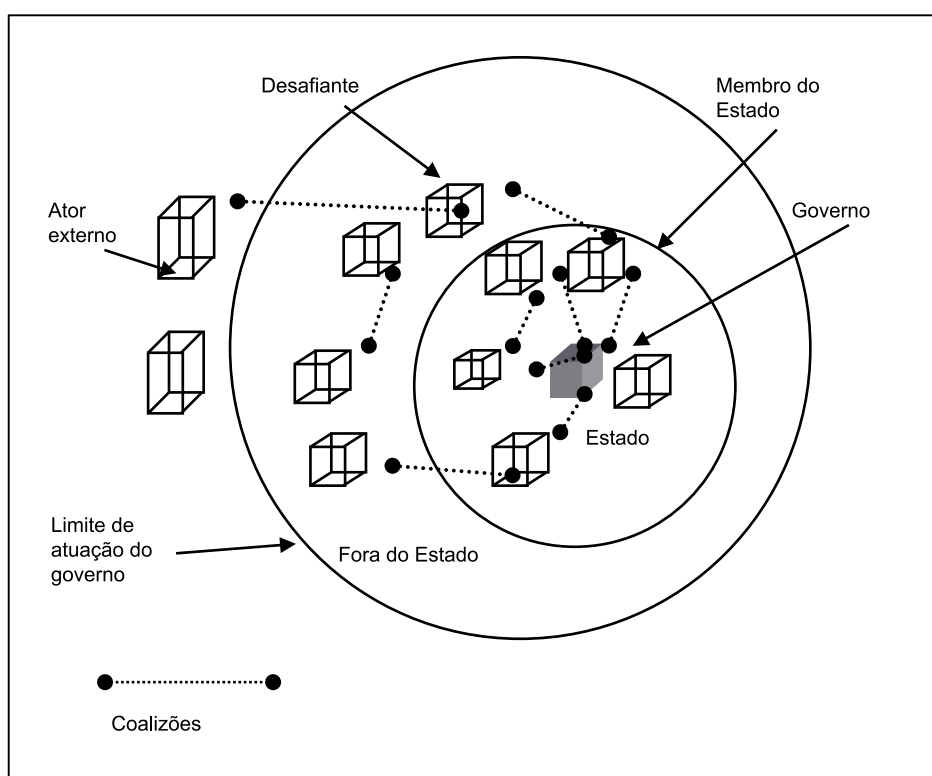 Desafiante
Membro do
Estado
Ator
externo
Governo
Estado
Limite de
atuação do
governo
Fora do Estado
Coalizões